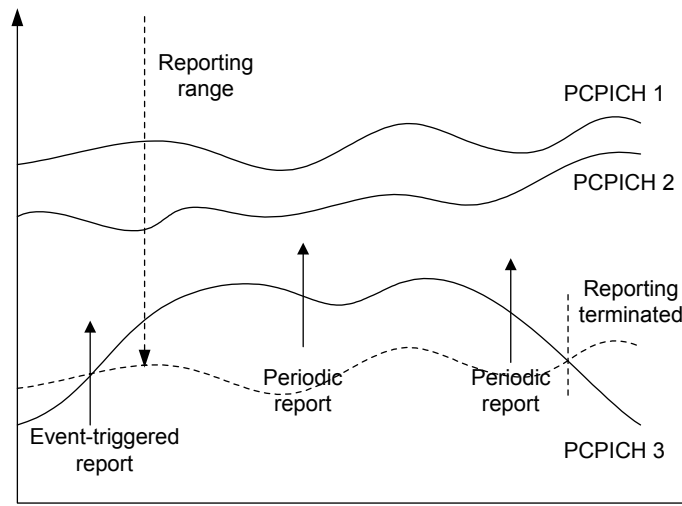 Reporting
range
PCPICH 1
PCPICH 2
Reporting
terminated
Periodic
report
Periodic
report
Event-triggered
report
PCPICH 3